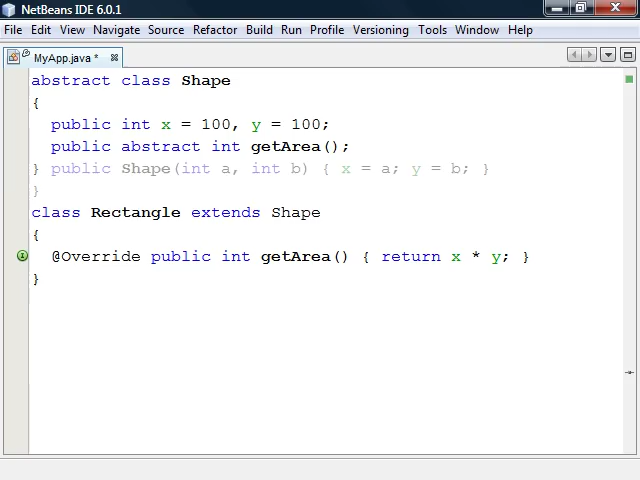 NetBeans IDE 6.0.1
File Edit View Navigate Source Refactor Build Run Profile Versioning Tools Window Help
MyApp.java *
abstract class Shape
{
public int x = 100, y = 100;
public abstract int getArea();
} public Shape(int a, int b) { x = a; y = b; }
}
class Rectangle extends Shape
{
@Override public int getArea() { return x * y; }
}